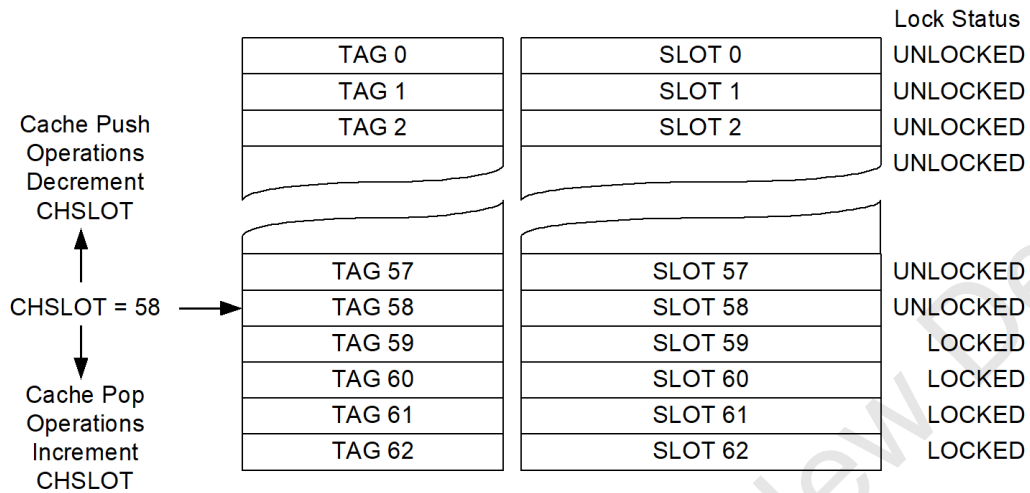 Lock Status
TAG 0 SLOT 0 UNLOCKED
TAG 1 SLOT 1 UNLOCKED
TAG 2 SLOT 2 UNLOCKED
UNLOCKED
Cache Push
Operations
Decrement
CHSLOT
TAG 57 SLOT 57 UNLOCKED
CHSLOT = 58 TAG 58 SLOT 58 UNLOCKED
TAG 59 SLOT 59 LOCKED
TAG 60 SLOT 60 LOCKED
TAG 61 SLOT 61 LOCKED
TAG 62 SLOT 62 LOCKED
Cache Pop
Operations
Increment
CHSLOT